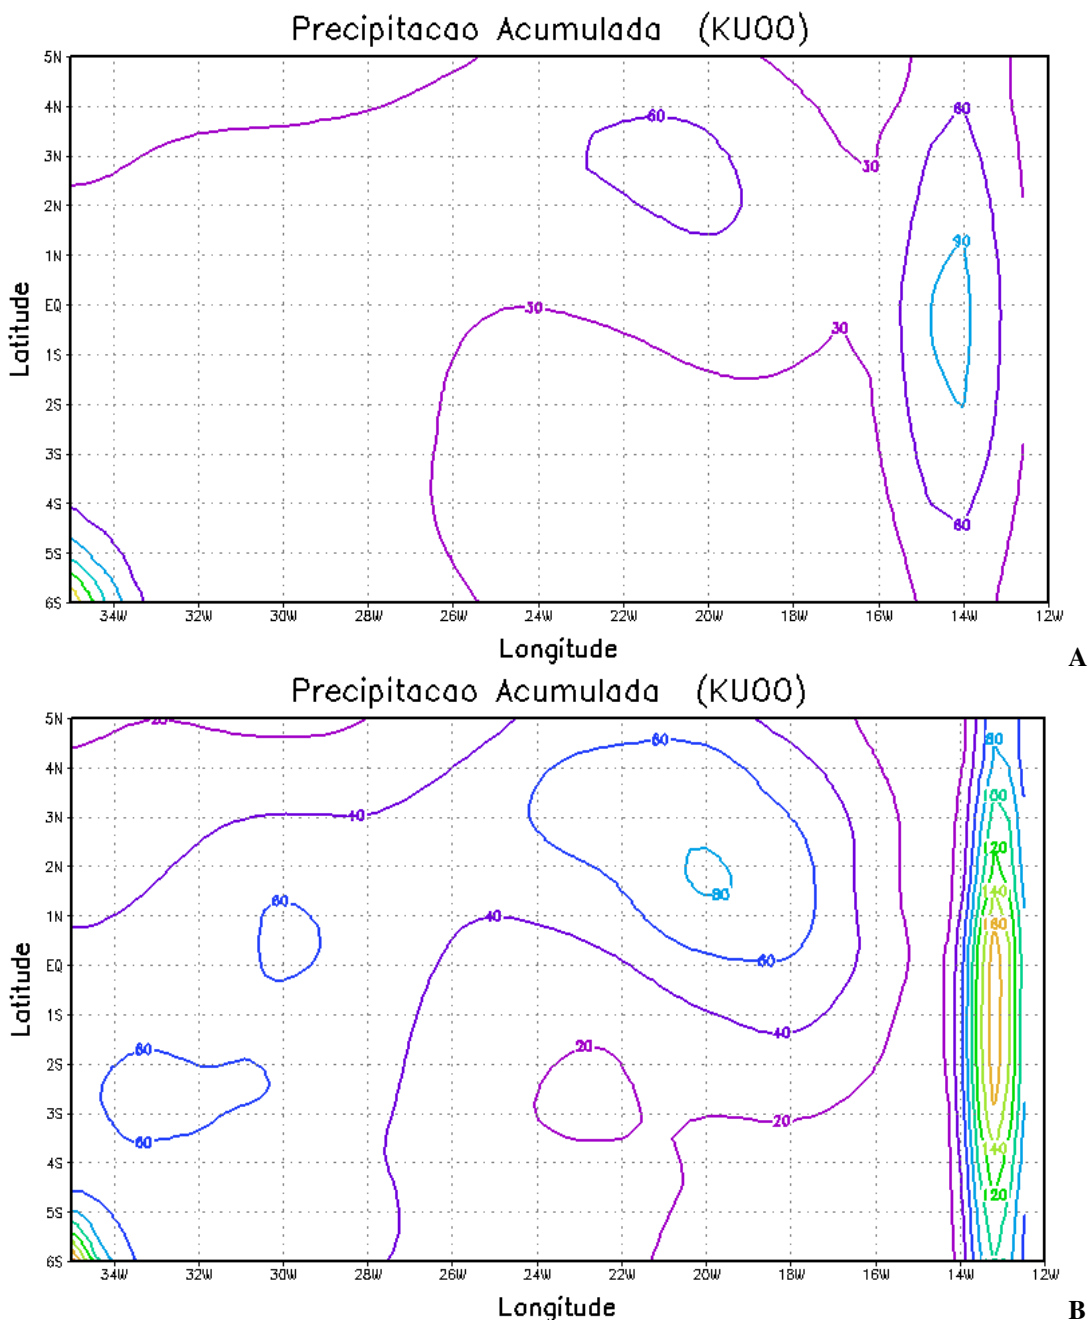 Precipitacao Acumulada (KUOO)
5N
4N
3N
2N
1N
EQ
1S
2S
3S
4S
5S
6S
Latitude
60
30
60
90
30
30
60
34W 32W 30W 28W 26W 24W 22W 20W 18W 16W 14W 12W
Longitude
A
Precipitacao Acumulada (KUOO)
5N
4N
3N
2N
1N
EQ
1S
2S
3S
4S
5S
6S
Latitude
20
60
80
40
100
120
80
140
60
40
160
60
40
60
20
20
60
140
120
34W 32W 30W 28W 26W 24W 22W 20W 18W 16W 14W 12W
Longitude
B